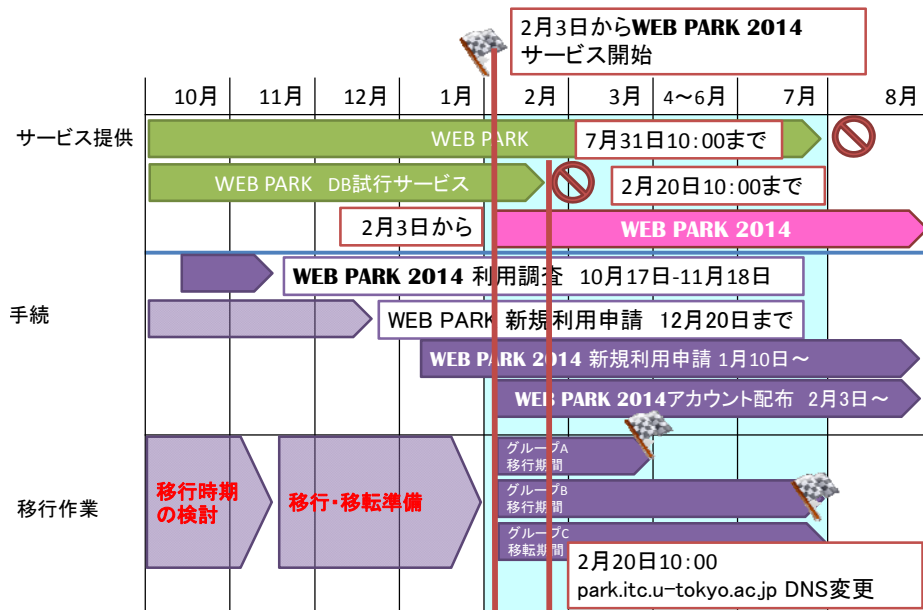 2月3日からWEB PARK 2014
サービス開始
10月 11月 12月 1月 2月 3月 4～6月 7月 8月
サービス提供
WEB PARK
7月31日10：00まで
WEB PARK DB試行サービス
2月20日10：00まで
2月3日から
WEB PARK 2014
WEB PARK 2014 利用調査 10月17日-11月18日
手続
WEB PARK 新規利用申請 12月20日まで
WEB PARK 2014 新規利用申請 1月10日～
WEB PARK 2014アカウント配布 2月3日～
移行作業
移行時期
の検討
移行・移転準備
グループA
移行期間
グループB
移行期間
グループC
移転期間
2月20日10：00
park.itc.u-tokyo.ac.jp DNS変更